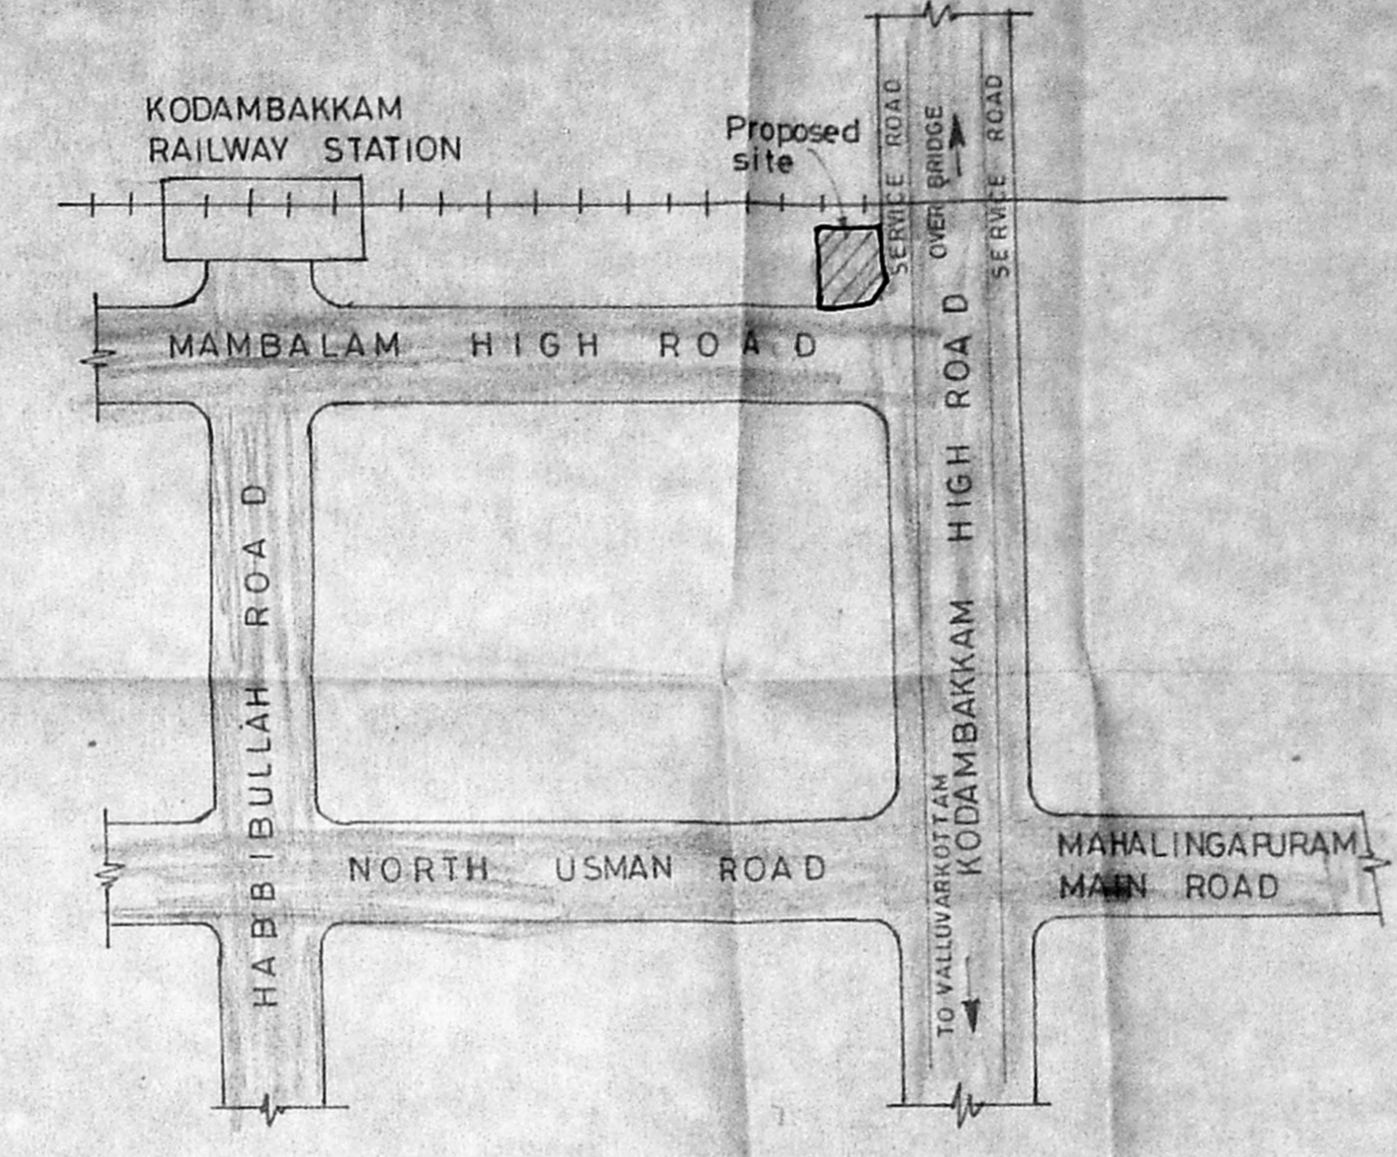 KODAMBAKKAM
RAILWAY STATION
Proposed
site
SERVICE ROAD
OVER BRIDGE
SERVICE ROAD
MAMBALAM HIGH ROAD
KODAMBAKKAM HIGH ROAD
HABBIBULLAH ROAD
NORTH USMAN ROAD
TO VALLUVARKOTTAM
MAHALINGAPURAM
MAIN ROAD